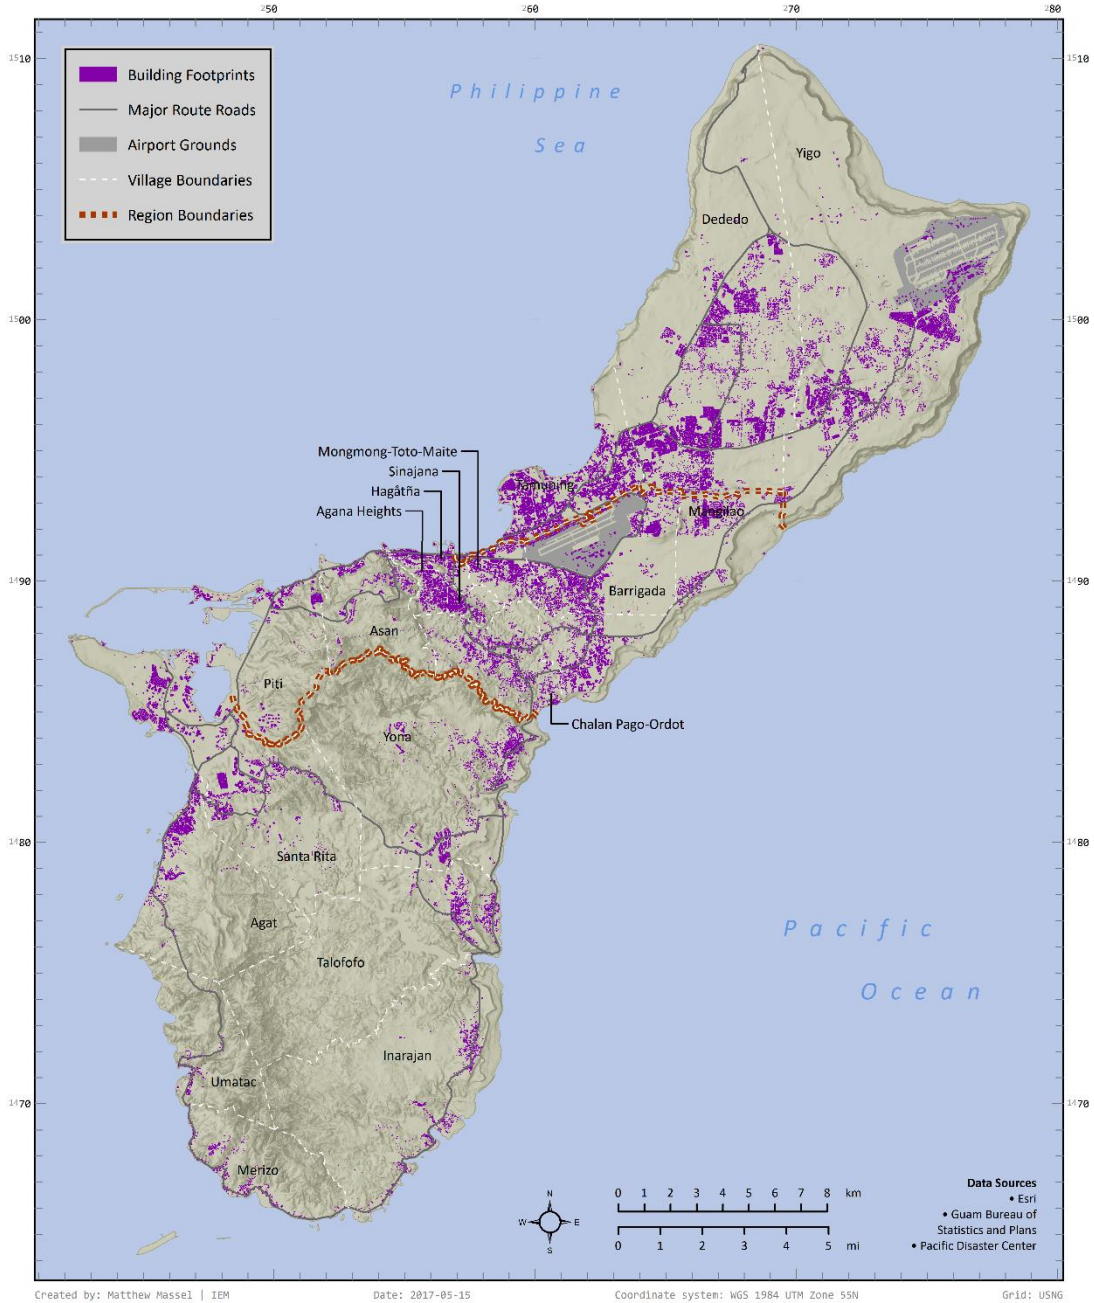 250 260 270 280
1510 1510
Building Footprints
Major Route Roads
Airport Grounds
Village Boundaries
Region Boundaries
Philippine
Sea
Yigo
Dededo
1500 1500
Mongmong-Toto-Maite
Sinajana
Hagåtña
Agana Heights
Tamuning
Mangilao
1490 1490
Barrigada
Asan
Piti
Chalan Pago-Ordot
Yona
1480 1480
Santa Rita
Agat
Pacific
Talofofo
Ocean
Inarajan
Umatac
1470 1470
Merizo
N
W E
S
0 1 2 3 4 5 6 7 8 km
0 1 2 3 4 5 mi
Data Sources
• Esri
• Guam Bureau of
Statistics and Plans
• Pacific Disaster Center
Created by: Matthew Massel | IEM Date: 2017-05-15 Coordinate system: WGS 1984 UTM Zone 55N Grid: USNG